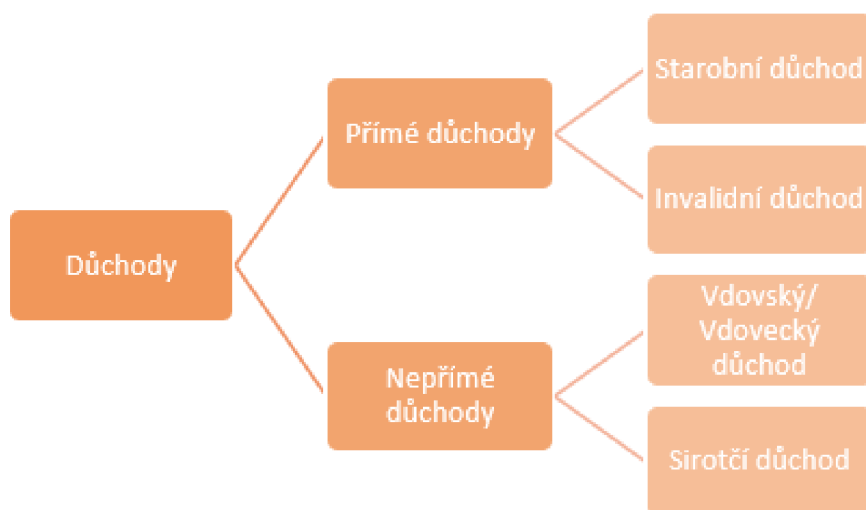 Důchody
Přímé důchody
Starobní důchod
Invalidní důchod
Nepřímé
důchody
Vdovský/
Vdovecký
důchod
Sirotčí důchod